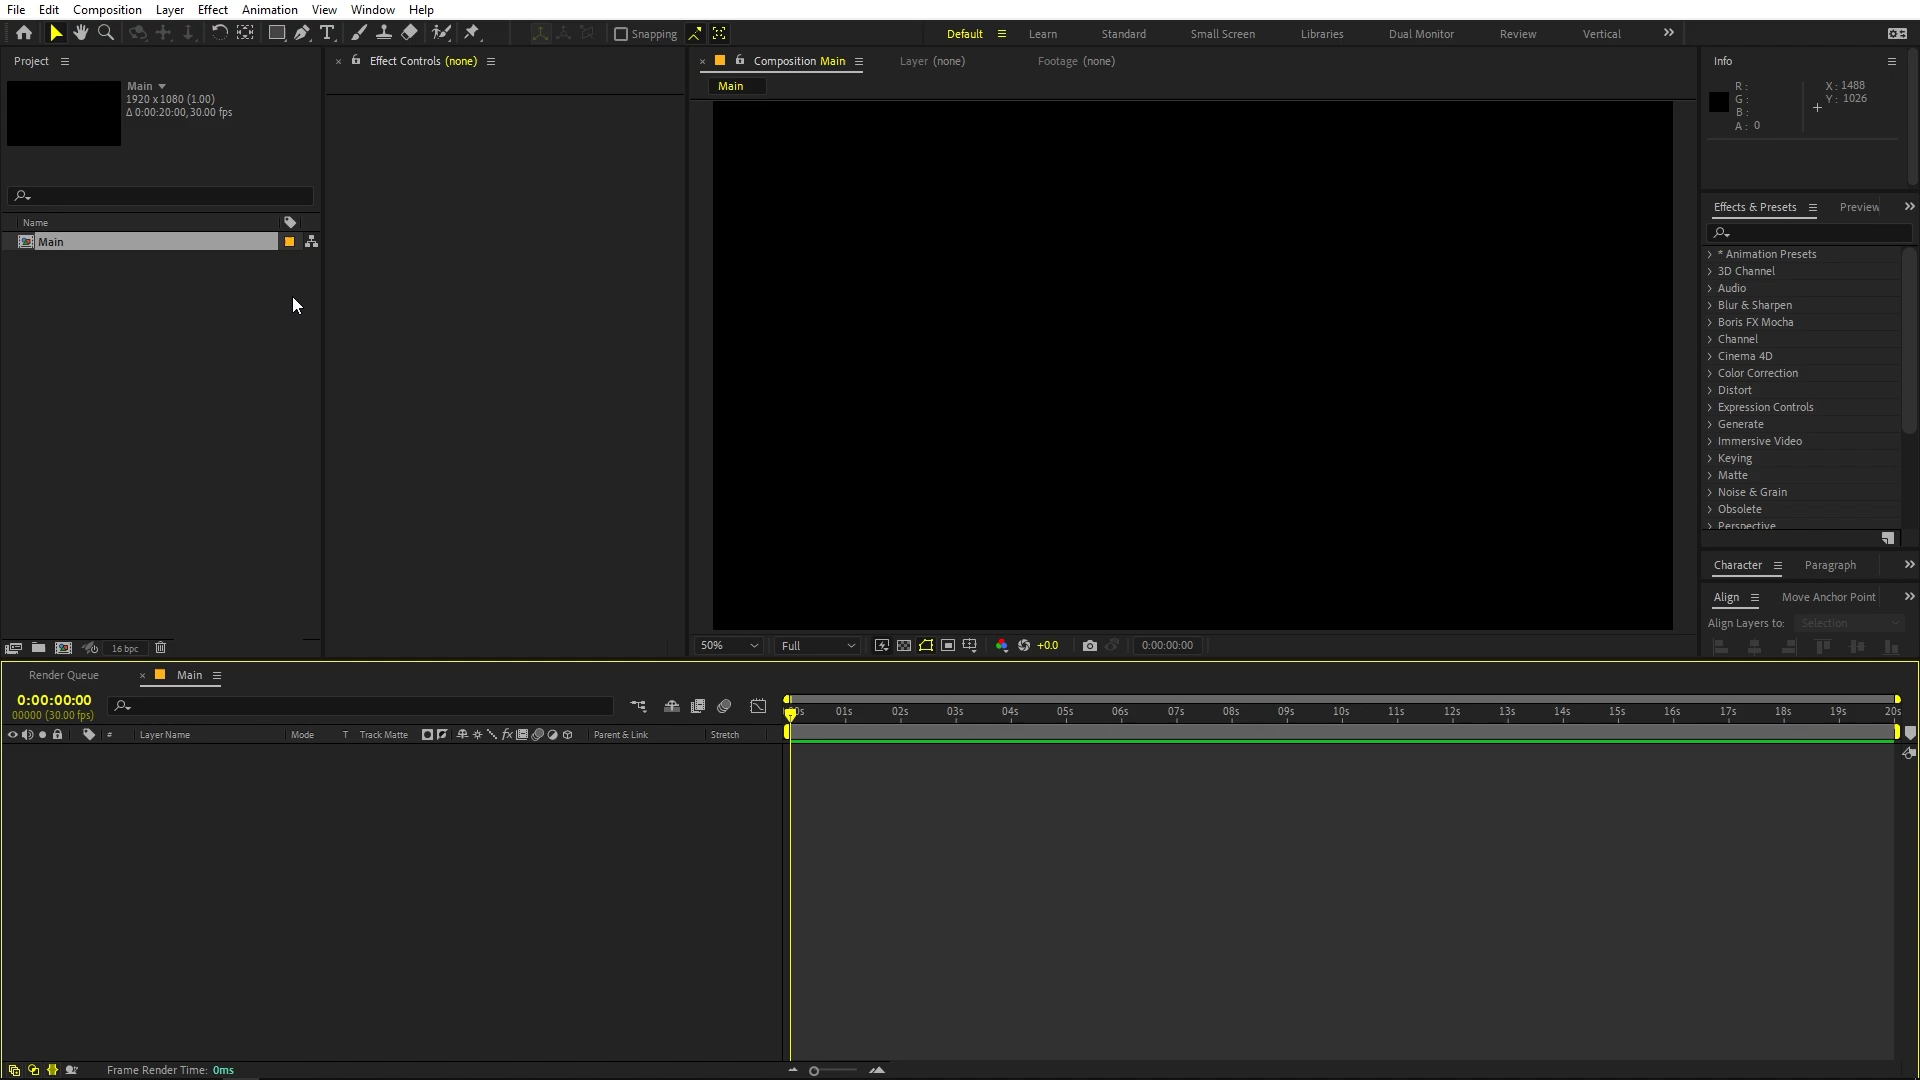 File Edit Composition Layer Effect Animation View Window Help
Snapping
Default Learn Standard Small Screen Libraries Dual Monitor Review Vertical
Project
Main
1920 x 1080 (1.00)
Δ 0:00:20:00, 30.00 fps
Name
Main
16 bpc
Effect Controls (none)
Composition Main
Layer (none)
Footage (none)
Main
50%
Full
+0.0
0:00:00:00
Info
R :
G :
B :
A : 0
X : 1488
Y : 1026
Effects & Presets
Preview
* Animation Presets
3D Channel
Audio
Blur & Sharpen
Boris FX Mocha
Channel
Cinema 4D
Color Correction
Distort
Expression Controls
Generate
Immersive Video
Keying
Matte
Noise & Grain
Obsolete
Perspective
Character
Paragraph
Align
Move Anchor Point
Align Layers to: Selection
Render Queue
Main
0:00:00:00
00000 (30.00 fps)
# Layer Name Mode T Track Matte fx Parent & Link Stretch
01s 02s 03s 04s 05s 06s 07s 08s 09s 10s 11s 12s 13s 14s 15s 16s 17s 18s 19s 20s
Frame Render Time: 0ms